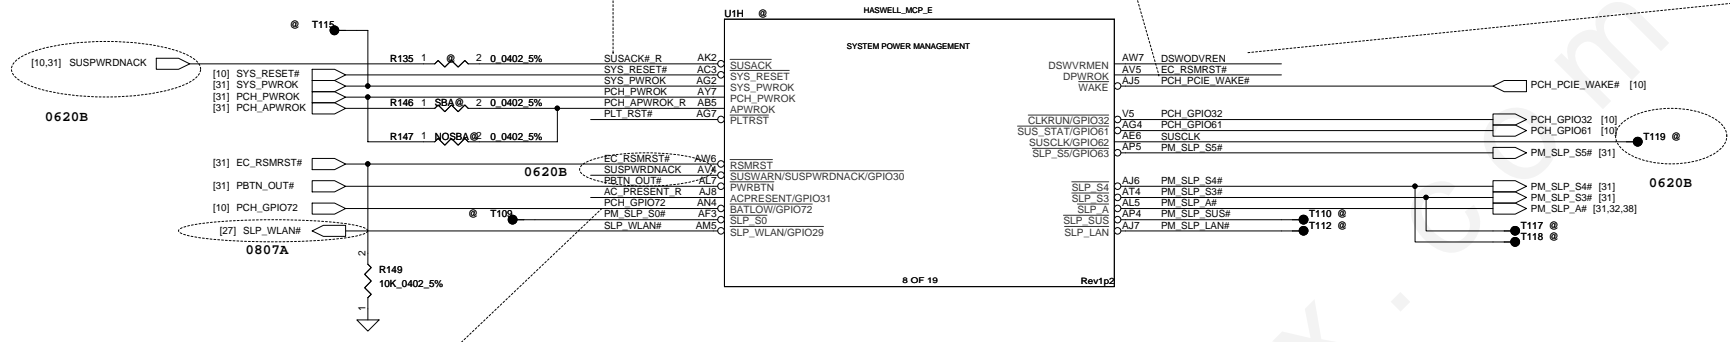 U1H @ HASWELL_MCP_E
@ T115
SYSTEM POWER MANAGEMENT
[10,31] SUSPWRDNACK
R135 1 @ 2 0_0402_5% SUSACK#_R AK2 SUSACK
[10] SYS_RESET# SYS_RESET# AC3 SYS_RESET
[31] SYS_PWROK SYS_PWROK AG2 SYS_PWROK
[31] PCH_PWROK PCH_PWROK AY7 PCH_PWROK
[31] PCH_APWROK R146 1 SBA@ 2 0_0402_5% PCH_APWROK_R AB5 APWROK
PLT_RST# AG7 PLTRST
0620B
R147 1 NOSBA@ 2 0_0402_5%
DSWVRMEN AW7 DSWODVREN
DPWROK AV5 EC_RSMRST#
WAKE AJ5 PCH_PCIE_WAKE# PCH_PCIE_WAKE# [10]
CLKRUN/GPIO32 V5 PCH_GPIO32 PCH_GPIO32 [10]
SUS_STAT/GPIO61 AG4 PCH_GPIO61 PCH_GPIO61 [10]
SUSCLK/GPIO62 AE6 SUSCLK T119 @
SLP_S5/GPIO63 AP5 PM_SLP_S5# PM_SLP_S5# [31]
0620B
[31] EC_RSMRST# EC_RSMRST# AW6 RSMRST
0620B SUSPWRDNACK AV4 SUSWARN/SUSPWRDNACK/GPIO30
[31] PBTN_OUT# PBTN_OUT# AL7 PWRBTN
AC_PRESENT_R AJ8 ACPRESENT/GPIO31
[10] PCH_GPIO72 PCH_GPIO72 AN4 BATLOW/GPIO72
@ T109 PM_SLP_S0# AF3 SLP_S0
[27] SLP_WLAN# SLP_WLAN# AM5 SLP_WLAN/GPIO29
0807A
SLP_S4 AJ6 PM_SLP_S4# PM_SLP_S4# [31]
SLP_S3 AT4 PM_SLP_S3# PM_SLP_S3# [31]
SLP_A AL5 PM_SLP_A# PM_SLP_A# [31,32,38]
SLP_SUS AP4 PM_SLP_SUS# T110 @
SLP_LAN AJ7 PM_SLP_LAN# T112 @
T117 @
T118 @
2
R149
10K_0402_5%
1
8 OF 19
Rev1p2
x.com